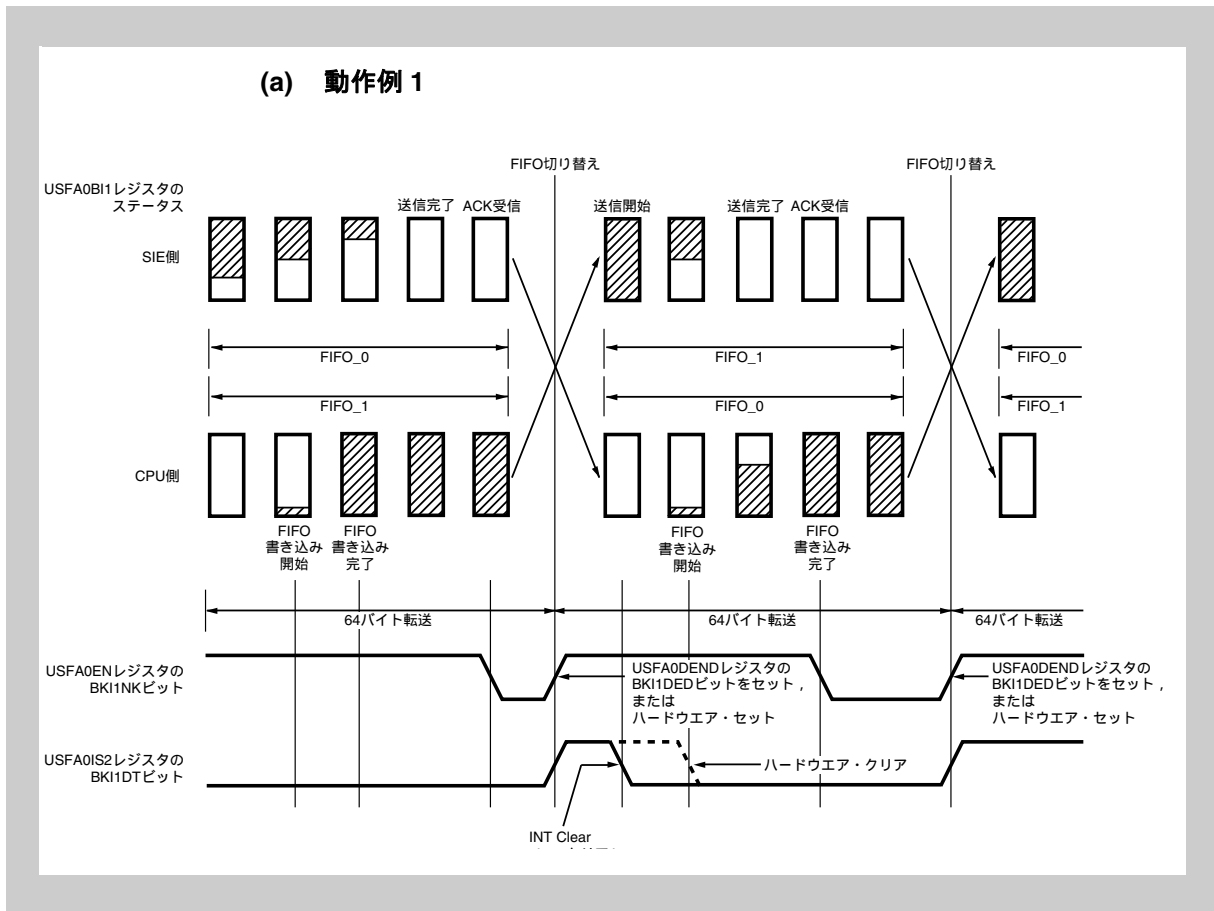 (a) 動作例 1
FIFO切り替え
FIFO切り替え
USFA0BI1レジスタの
ステータス
送信完了 ACK受信
送信開始
送信完了 ACK受信
SIE側
FIFO_0
FIFO_1
FIFO_0
FIFO_1
FIFO_0
FIFO_1
CPU側
FIFO
書き込み
開始
FIFO
書き込み
完了
FIFO
書き込み
開始
FIFO
書き込み
完了
64バイト転送
64バイト転送
64バイト転送
USFA0ENレジスタの
BKI1NKビット
USFA0DENDレジスタの
BKI1DEDビットをセット，
または
ハードウエア・セット
USFA0DENDレジスタの
BKI1DEDビットをセット，
または
ハードウエア・セット
USFA0IS2レジスタの
BKI1DTビット
ハードウエア・クリア
INT Clear